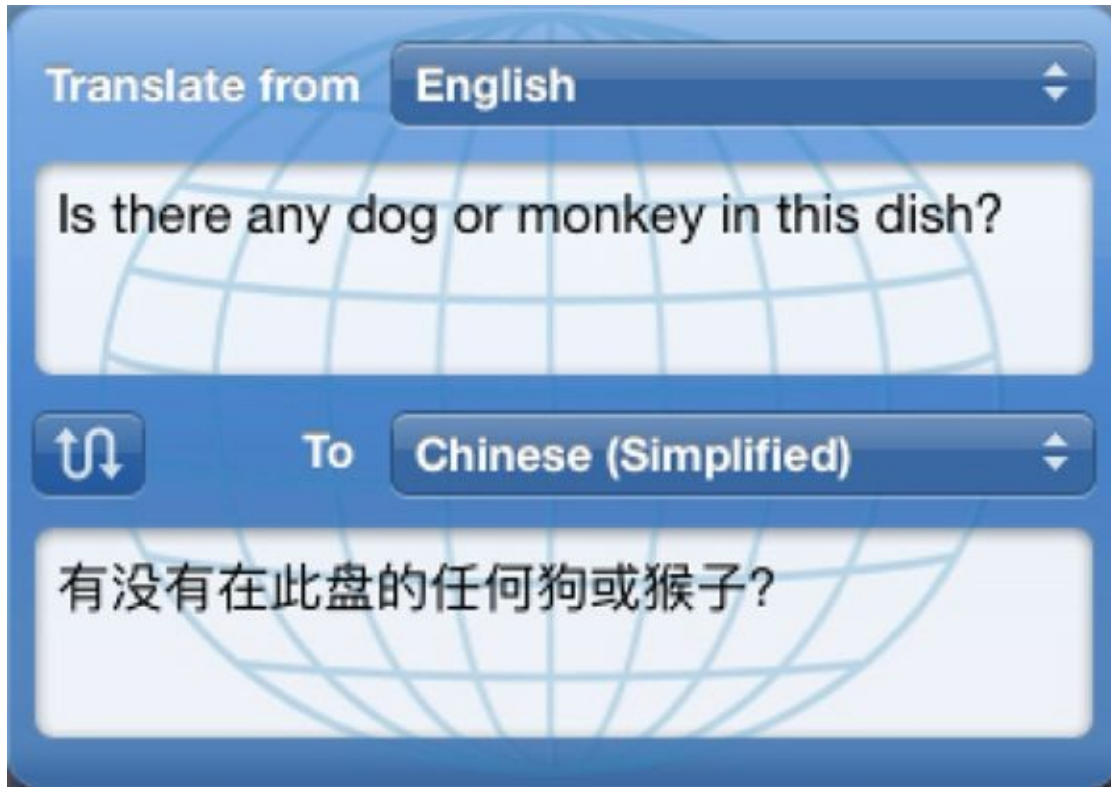 Translate from English
Is there any dog or monkey in this dish?
To Chinese (Simplified)
有没有在此盘的任何狗或猴子?